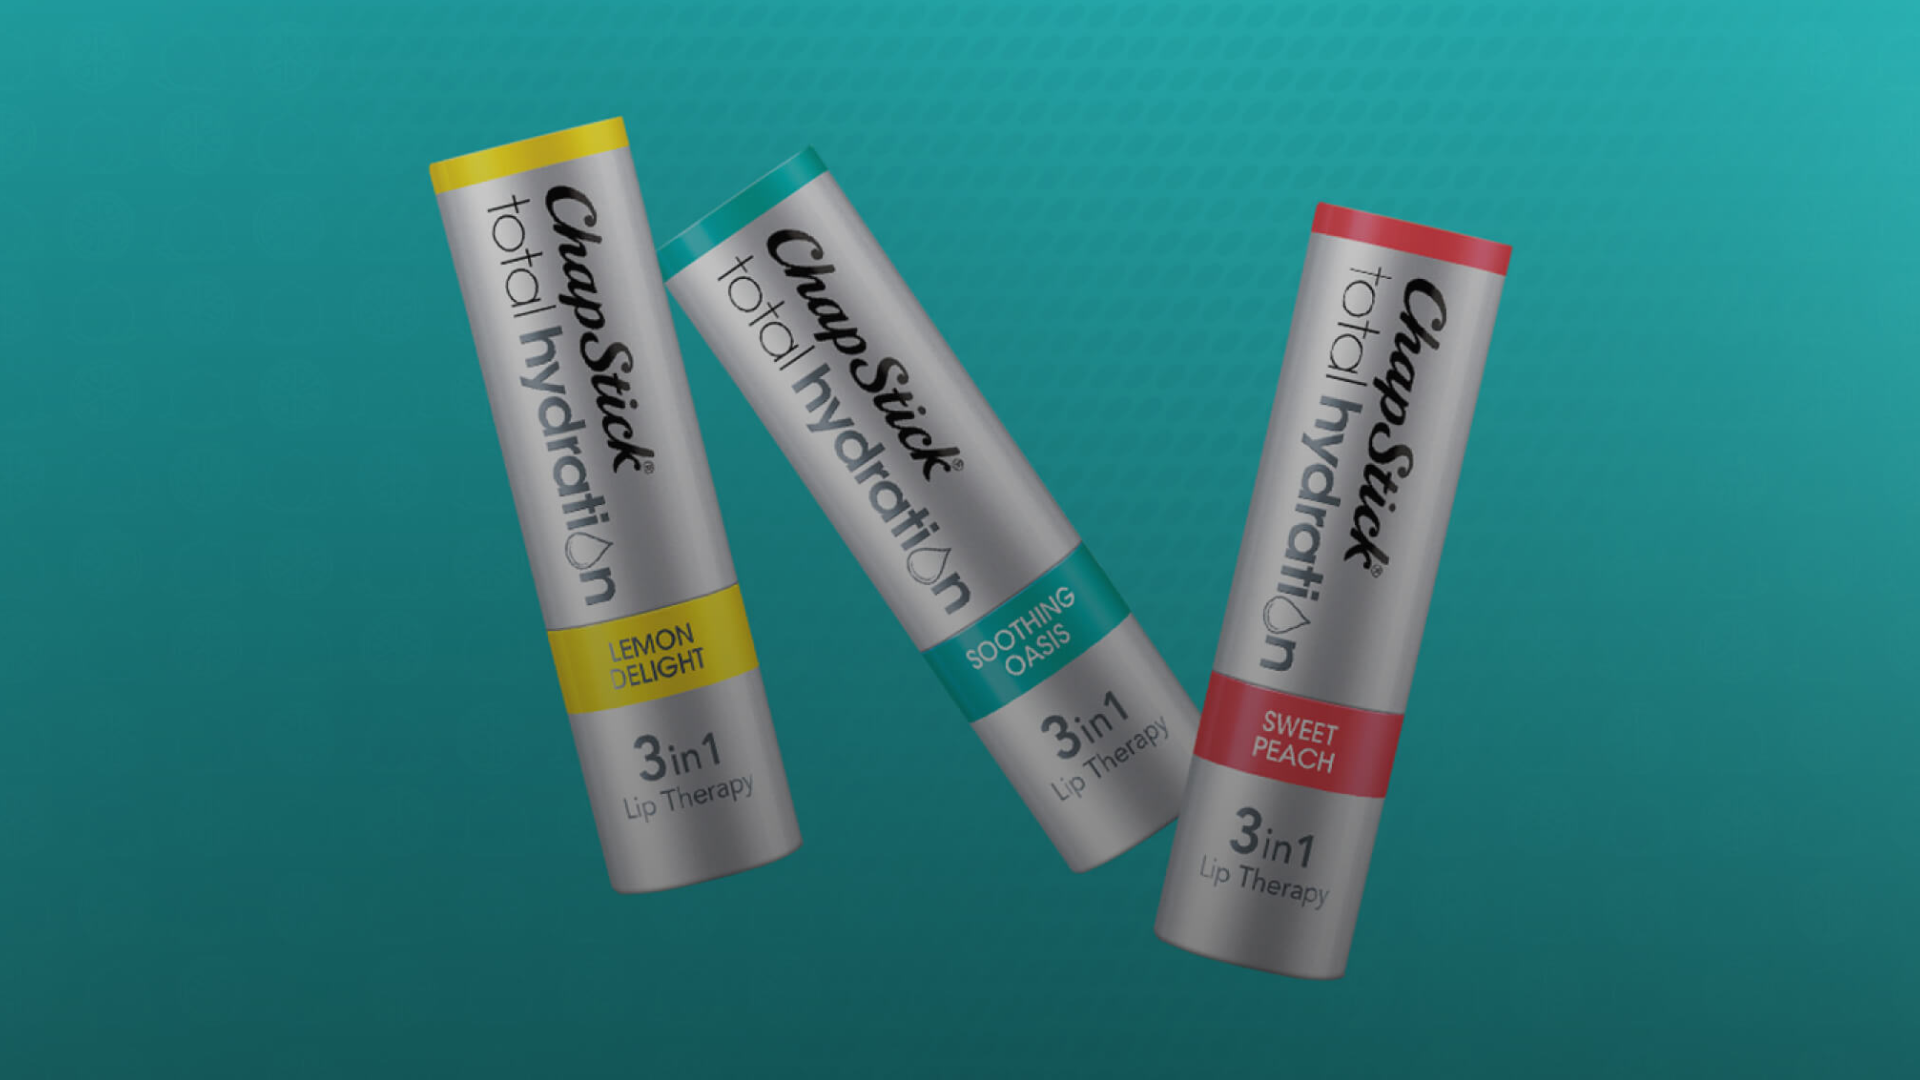 ChapStick®
total hydration
LEMON
DELIGHT
3in1
Lip Therapy
ChapStick®
total hydration
SOOTHING
OASIS
3in1
Lip Therapy
ChapStick®
total hydration
SWEET
PEACH
3in1
Lip Therapy